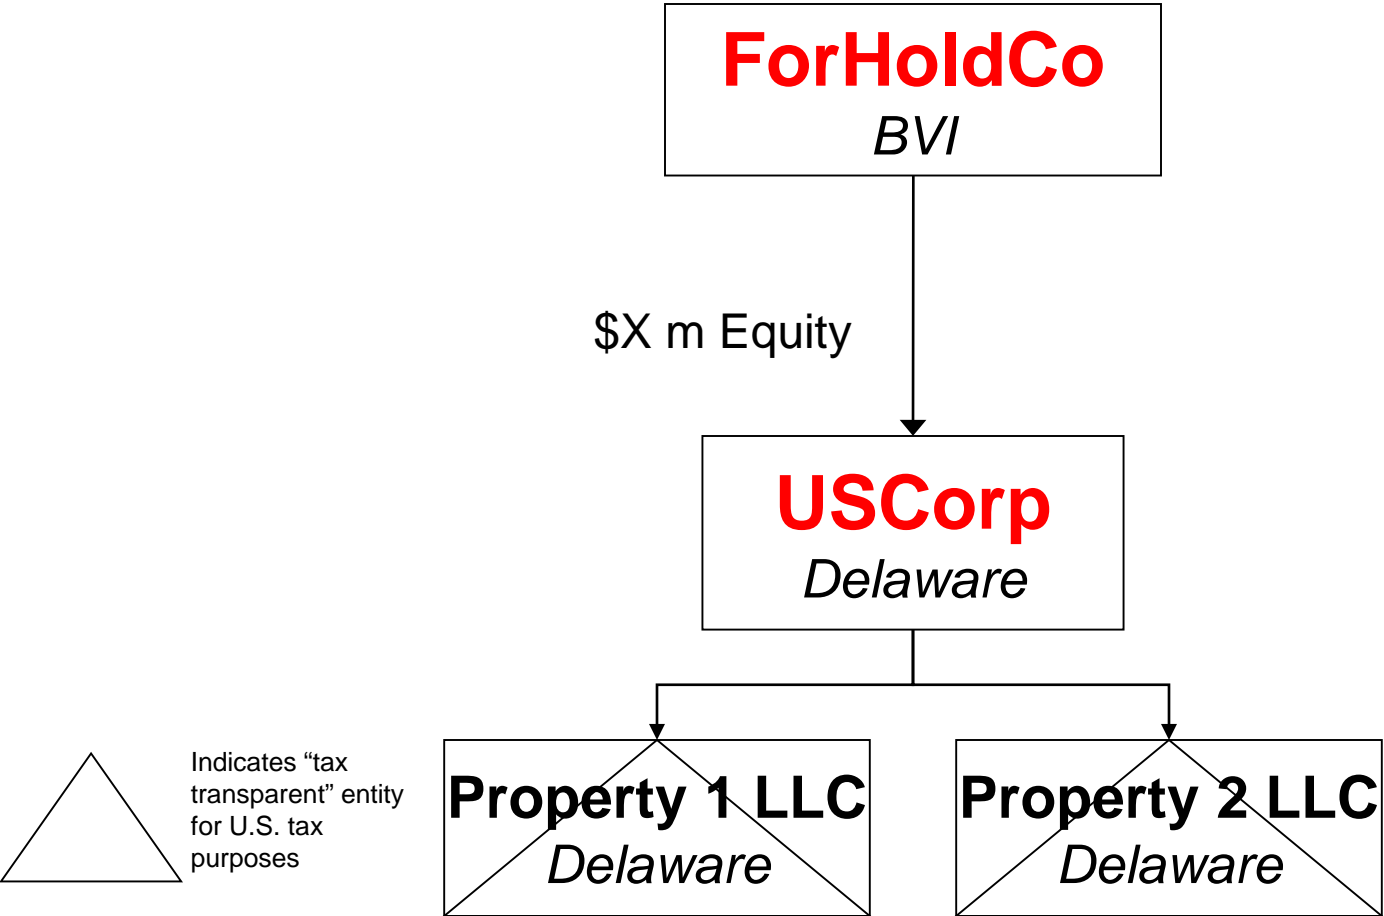 ForHoldCo
BVI
$X m Equity
USCorp
Delaware
Indicates “tax
transparent” entity
for U.S. tax
purposes
Property 1 LLC
Delaware
Property 2 LLC
Delaware